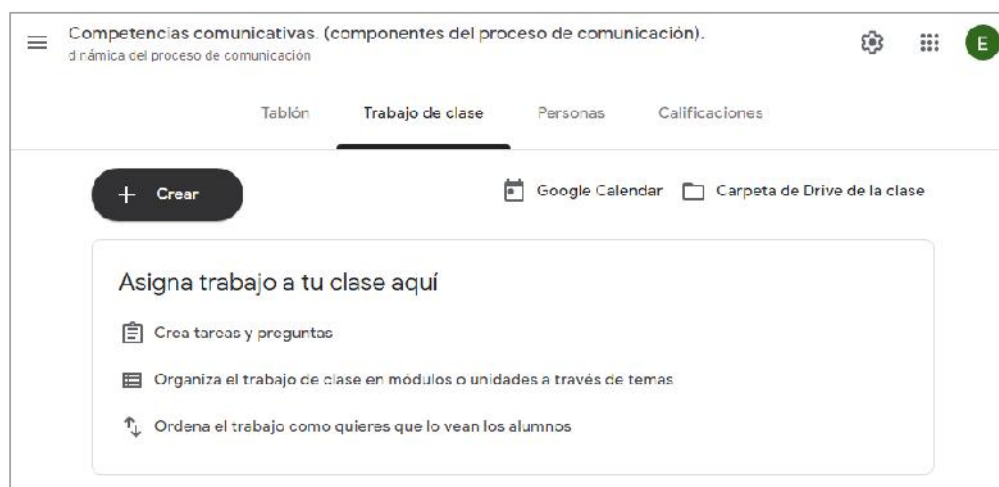 Competencias comunicativas. (componentes del proceso de comunicación).
dinámica del proceso de comunicación
E
Tablón Trabajo de clase Personas Calificaciones
+ Crear
Google Calendar Carpeta de Drive de la clase
Asigna trabajo a tu clase aquí
Crea tareas y preguntas
Organiza el trabajo de clase en módulos o unidades a través de temas
Ordena el trabajo como quieres que lo vean los alumnos